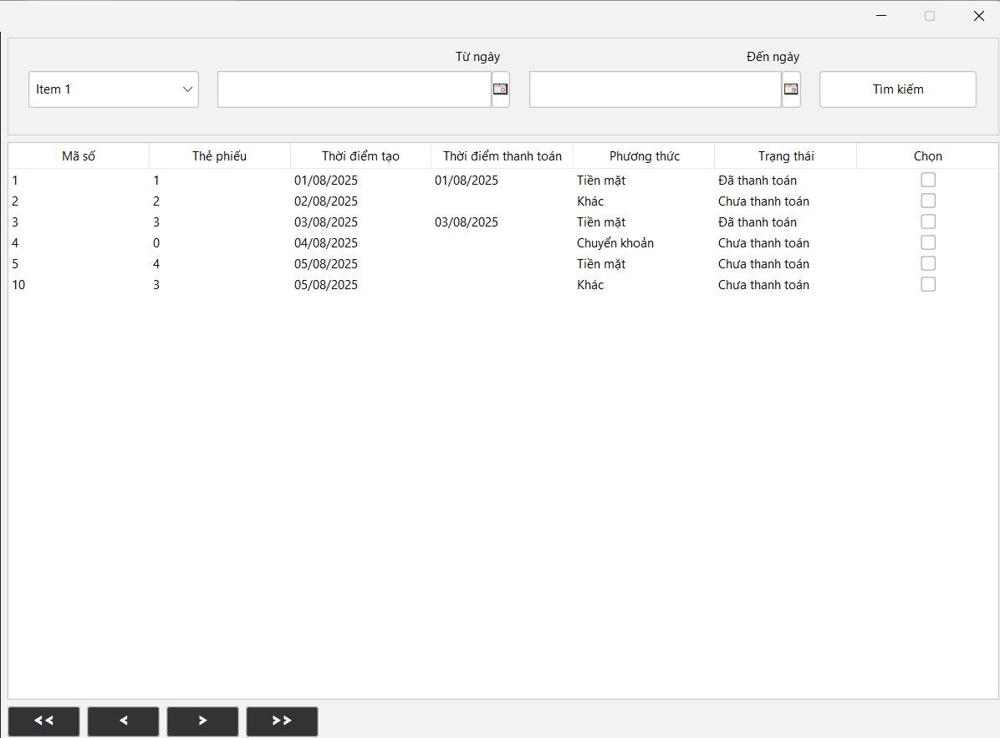 Từ ngày Đến ngày
Item 1 Tìm kiếm
Mã số Thẻ phiếu Thời điểm tạo Thời điểm thanh toán Phương thức Trạng thái Chọn
1 1 01/08/2025 01/08/2025 Tiền mặt Đã thanh toán
2 2 02/08/2025 Khác Chưa thanh toán
3 3 03/08/2025 03/08/2025 Tiền mặt Đã thanh toán
4 0 04/08/2025 Chuyển khoản Chưa thanh toán
5 4 05/08/2025 Tiền mặt Chưa thanh toán
10 3 05/08/2025 Khác Chưa thanh toán
<< < > >>